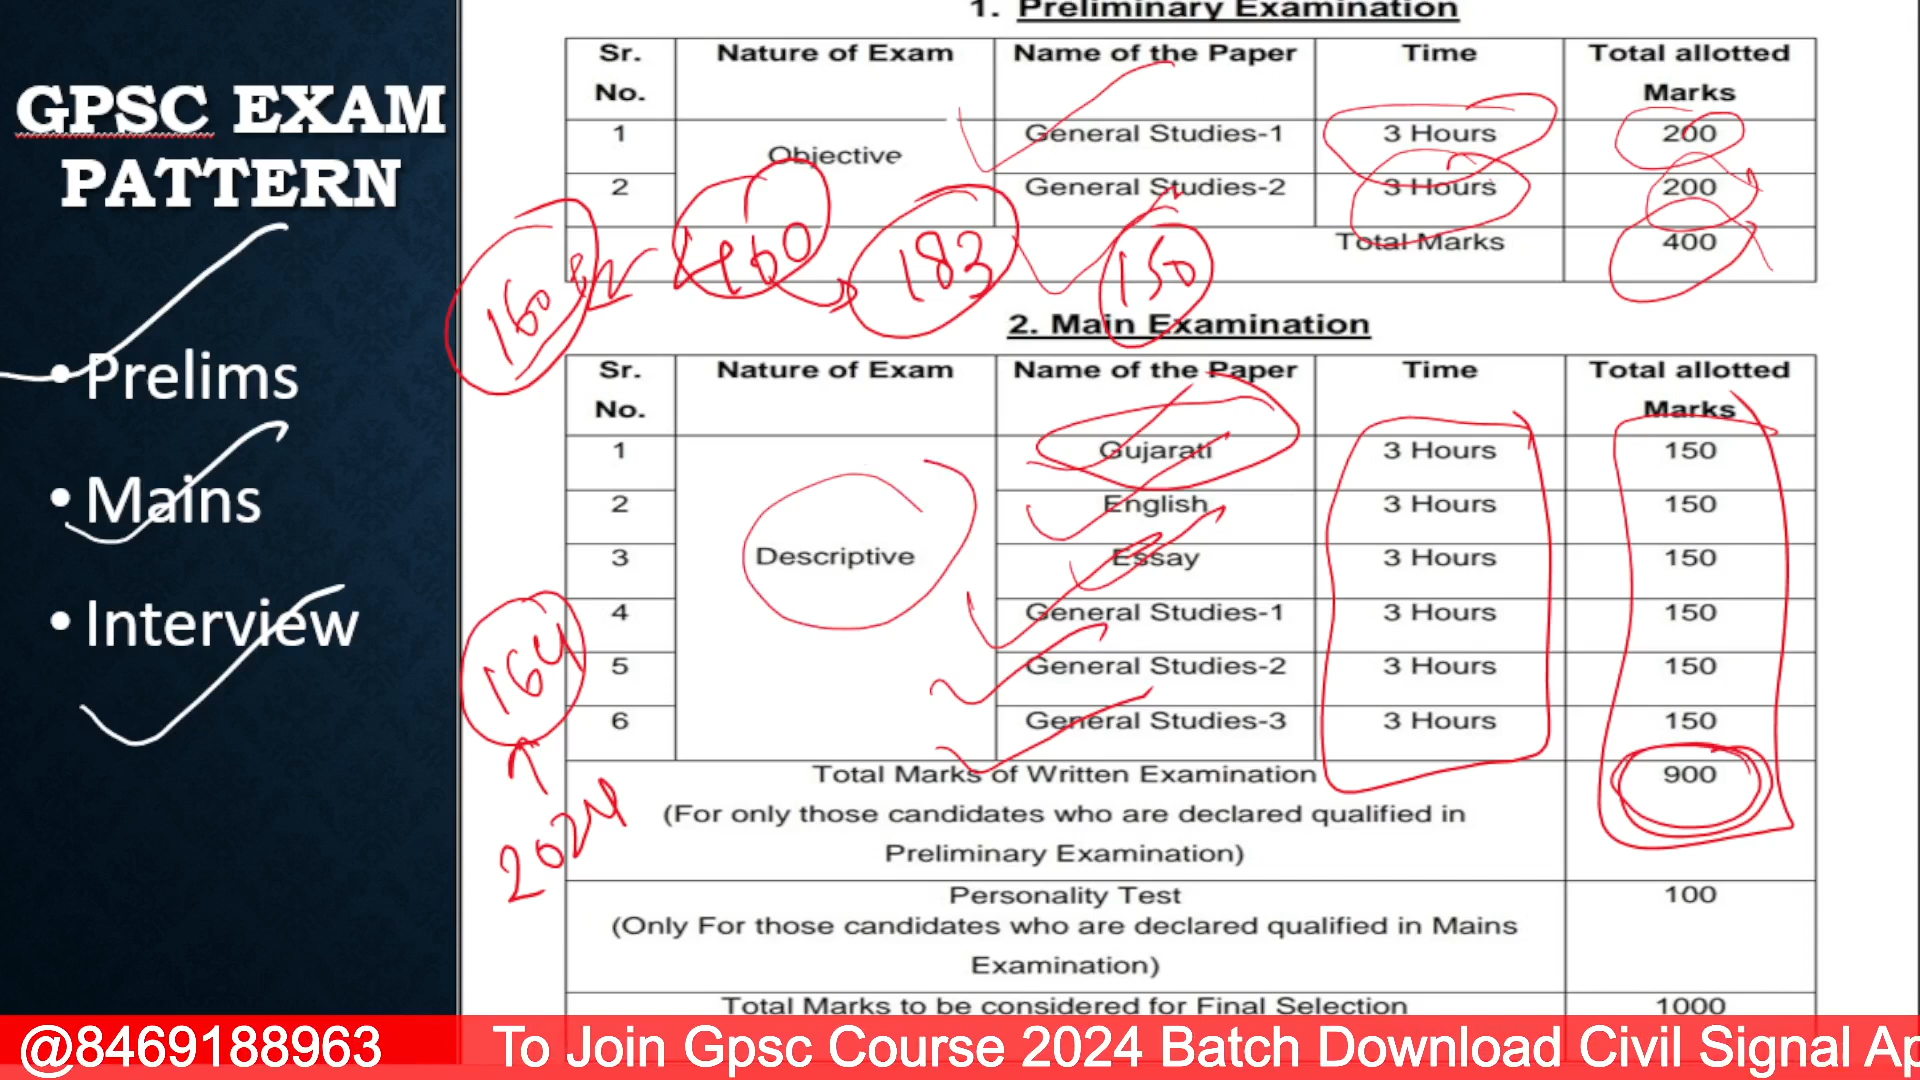 GPSC EXAM
PATTERN
• Prelims
• Mains
• Interview
1. Preliminary Examination
Sr. No. Nature of Exam Name of the Paper Time Total allotted Marks
1 Objective General Studies-1 3 Hours 200
2 General Studies-2 3 Hours 200
Total Marks 400
160
160
183
150
2. Main Examination
Sr. No. Nature of Exam Name of the Paper Time Total allotted Marks
1 Gujarati 3 Hours 150
2 English 3 Hours 150
3 Descriptive Essay 3 Hours 150
4 General Studies-1 3 Hours 150
5 General Studies-2 3 Hours 150
6 General Studies-3 3 Hours 150
164
2024
Total Marks of Written Examination 900
(For only those candidates who are declared qualified in
Preliminary Examination)
Personality Test 100
(Only For those candidates who are declared qualified in Mains
Examination)
Total Marks to be considered for Final Selection 1000
@8469188963 To Join Gpsc Course 2024 Batch Download Civil Signal Ap